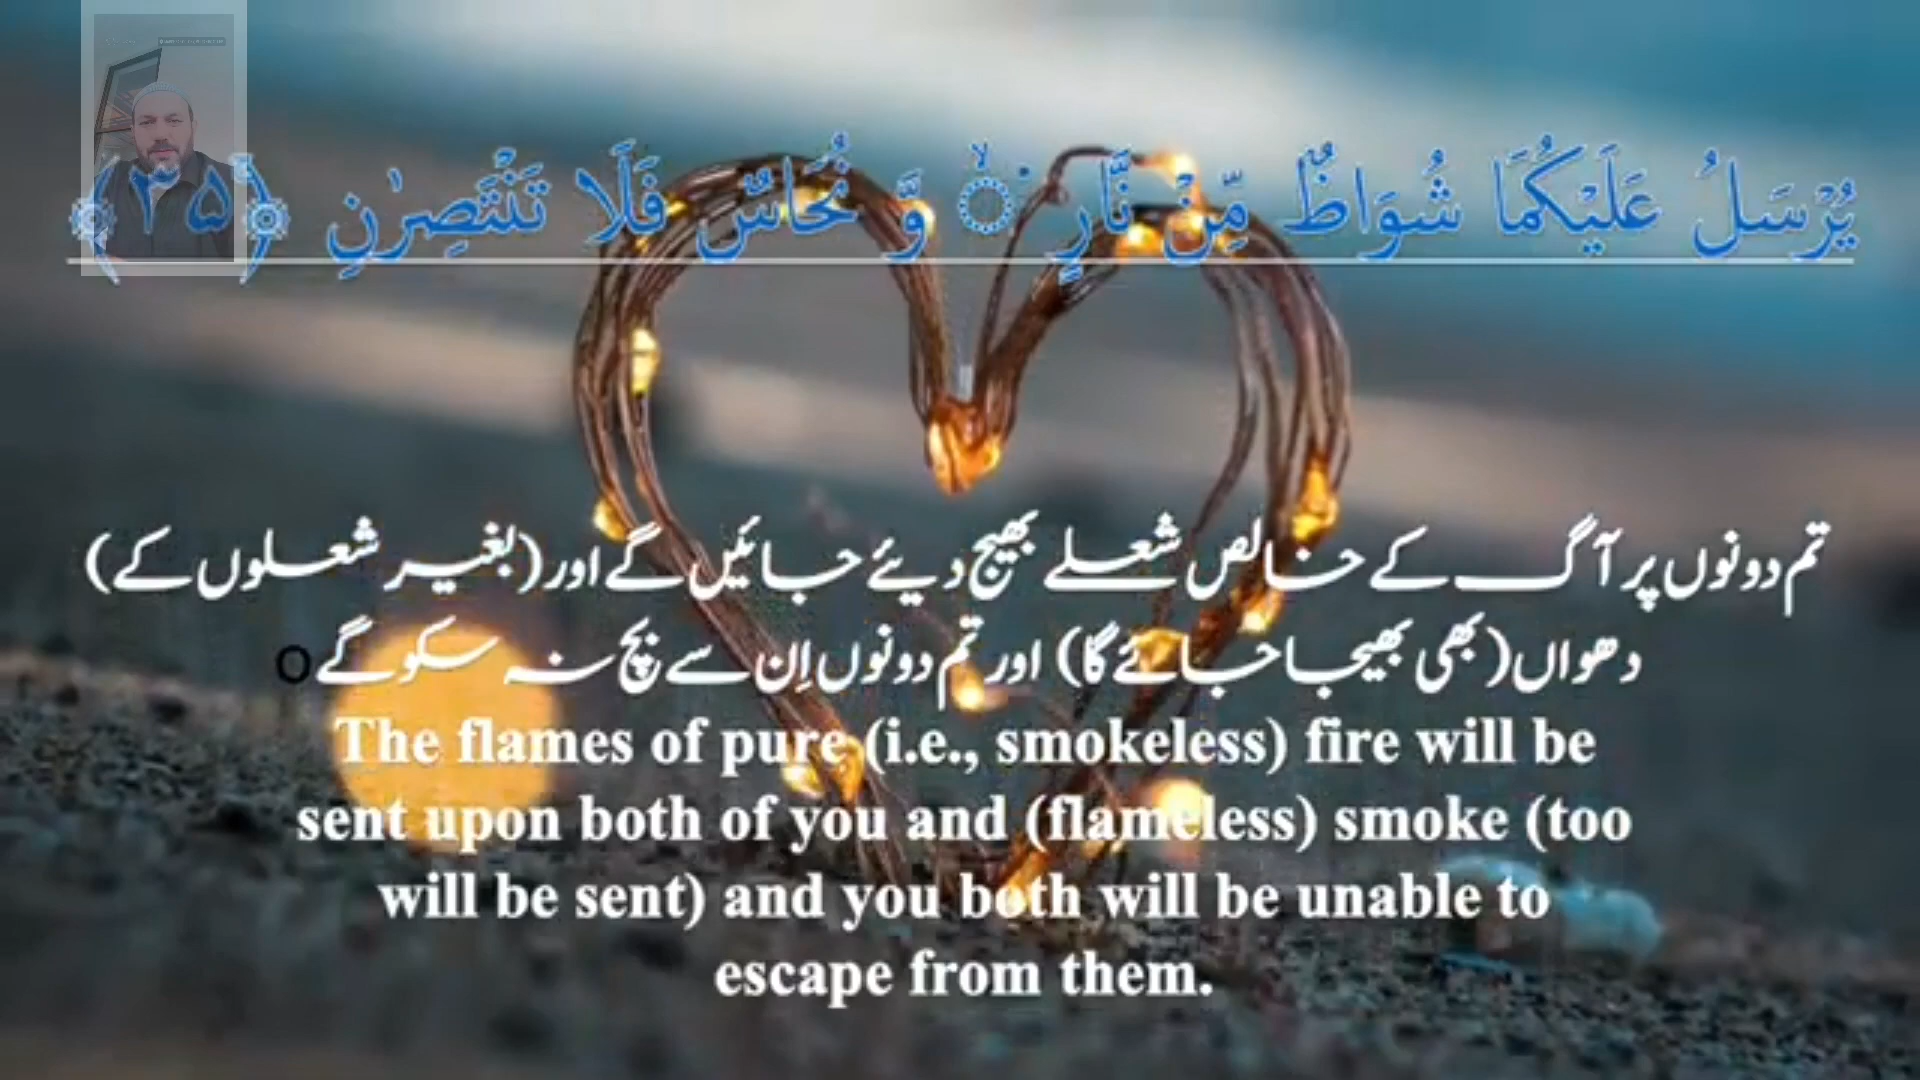 يُرْسَلُ عَلَيْكُمَا شُوَاظٌ مِّنْ نَّارٍ ۙ۬ وَّ نُحَاسٌ فَلَا تَنْتَصِرٰنِ ﴿۳۵﴾
تم دونوں پر آگ کے خالص شعلے بھیج دیئے جائیں گے اور (بغیر شعلوں کے)
دھواں (بھی بھیجا جائے گا) اور تم دونوں اِن سے بچ نہ سکو گے o
The flames of pure (i.e., smokeless) fire will be
sent upon both of you and (flameless) smoke (too
will be sent) and you both will be unable to
escape from them.